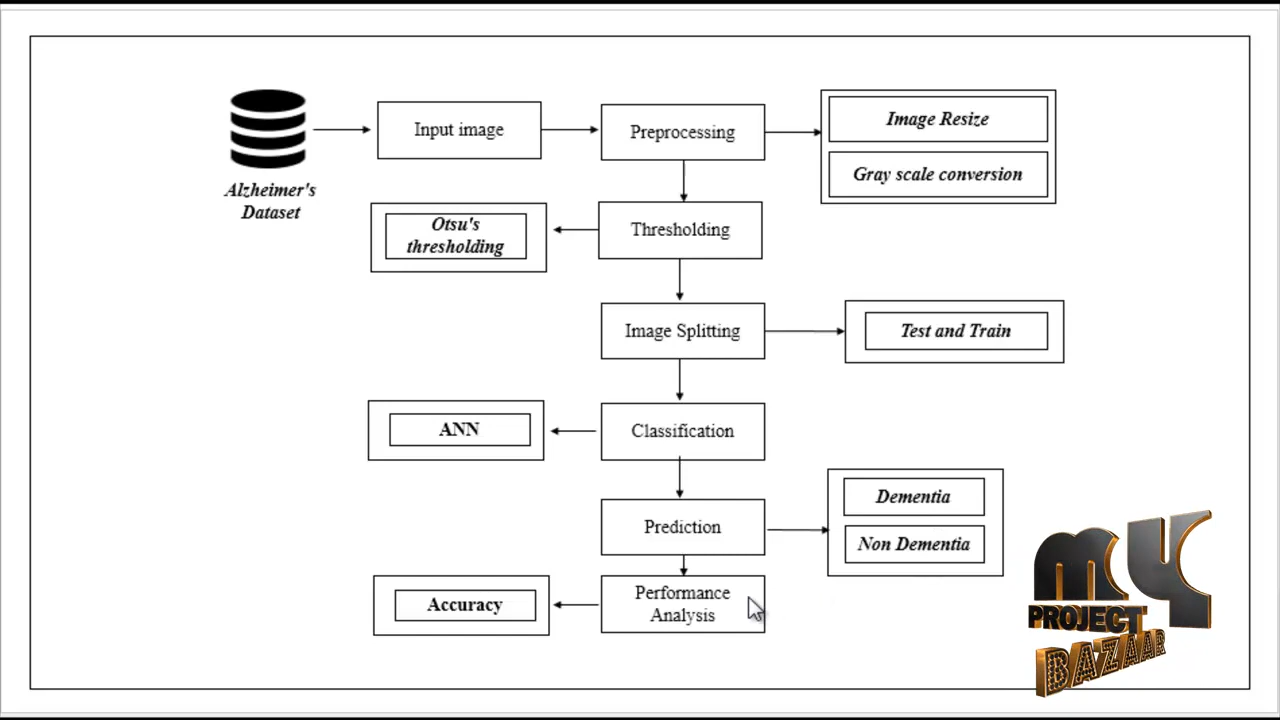 Alzheimer's
Dataset
Input image
Preprocessing
Image Resize
Gray scale conversion
Otsu's
thresholding
Thresholding
Image Splitting
Test and Train
ANN
Classification
Prediction
Dementia
Non Dementia
Accuracy
Performance
Analysis
MY
PROJECT
BAZAAR